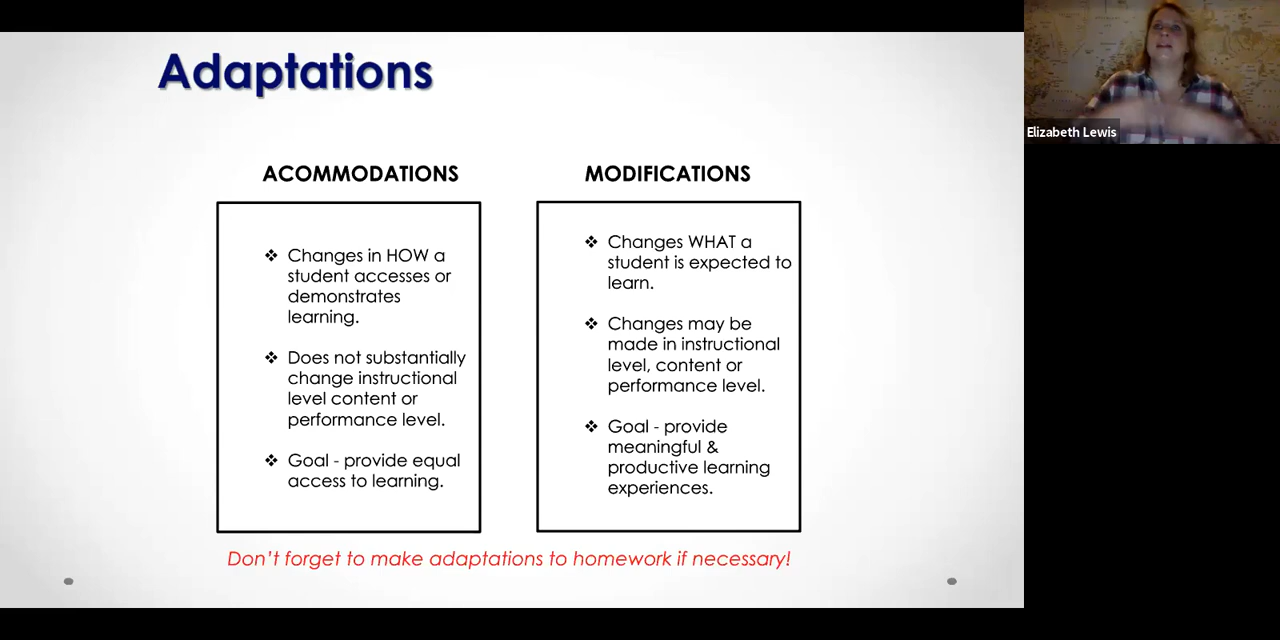 Adaptations
ACOMMODATIONS
❖ Changes in HOW a
student accesses or
demonstrates
learning.
❖ Does not substantially
change instructional
level content or
performance level.
❖ Goal - provide equal
access to learning.
MODIFICATIONS
❖ Changes WHAT a
student is expected to
learn.
❖ Changes may be
made in instructional
level, content or
performance level.
❖ Goal - provide
meaningful &
productive learning
experiences.
Don't forget to make adaptations to homework if necessary!
Elizabeth Lewis